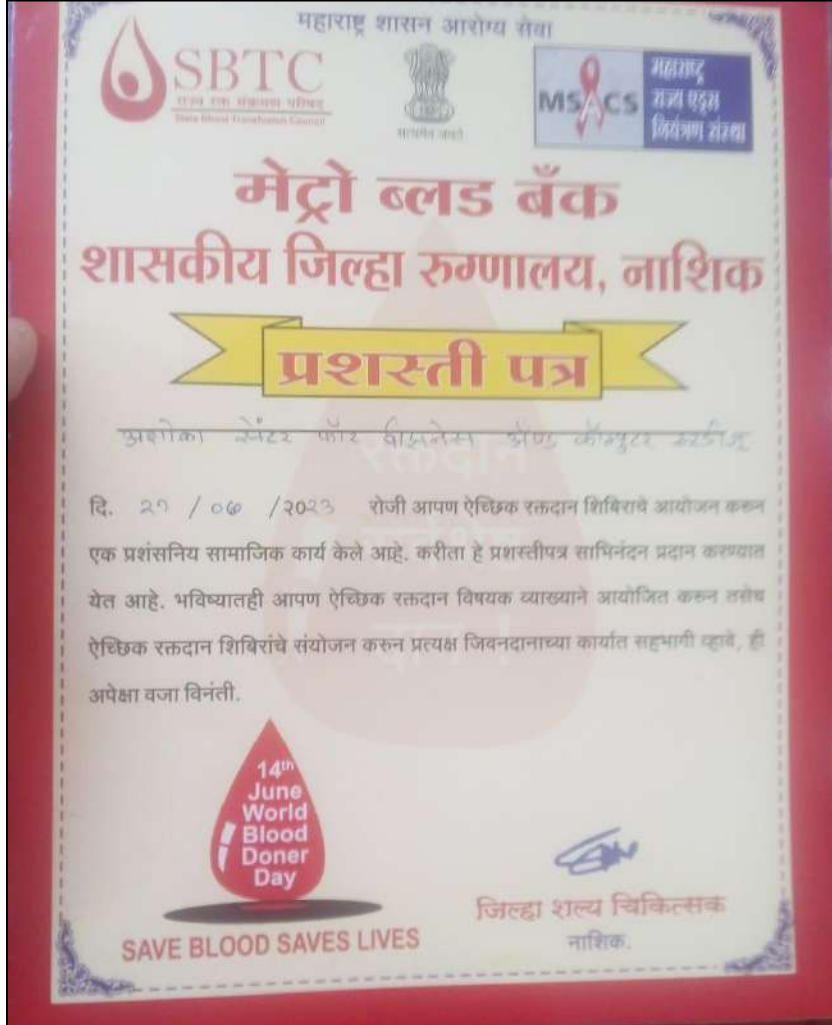 महाराष्ट्र शासन आरोग्य सेवा
SBTC
राज्य रक्त संक्रमण परिषद
State Blood Transfusion Council
सत्यमेव जयते
MSACS
महाराष्ट्र
राज्य एड्स
नियंत्रण संस्था
मेट्रो ब्लड बँक
शासकीय जिल्हा रुग्णालय, नाशिक
प्रशस्ती पत्र
अशोका सेंटर फॉर बीझनेस अ‍ॅण्ड कॉम्पुटर स्टडीज
रक्तदान
दि. २१ / ०७ / २०२३ रोजी आपण ऐच्छिक रक्तदान शिबिराचे आयोजन करुन
एक प्रशंसनिय सामाजिक कार्य केले आहे. करीता हे प्रशस्तीपत्र साभिनंदन प्रदान करण्यात
येत आहे. भविष्यातही आपण ऐच्छिक रक्तदान विषयक व्याख्याने आयोजित करुन तसेच
ऐच्छिक रक्तदान शिबिरांचे संयोजन करुन प्रत्यक्ष जिवनदानाच्या कार्यात सहभागी व्हावे, ही
अपेक्षा वजा विनंती.
14th
June
World
Blood
Doner
Day
SAVE BLOOD SAVES LIVES
जिल्हा शल्य चिकित्सक
नाशिक.